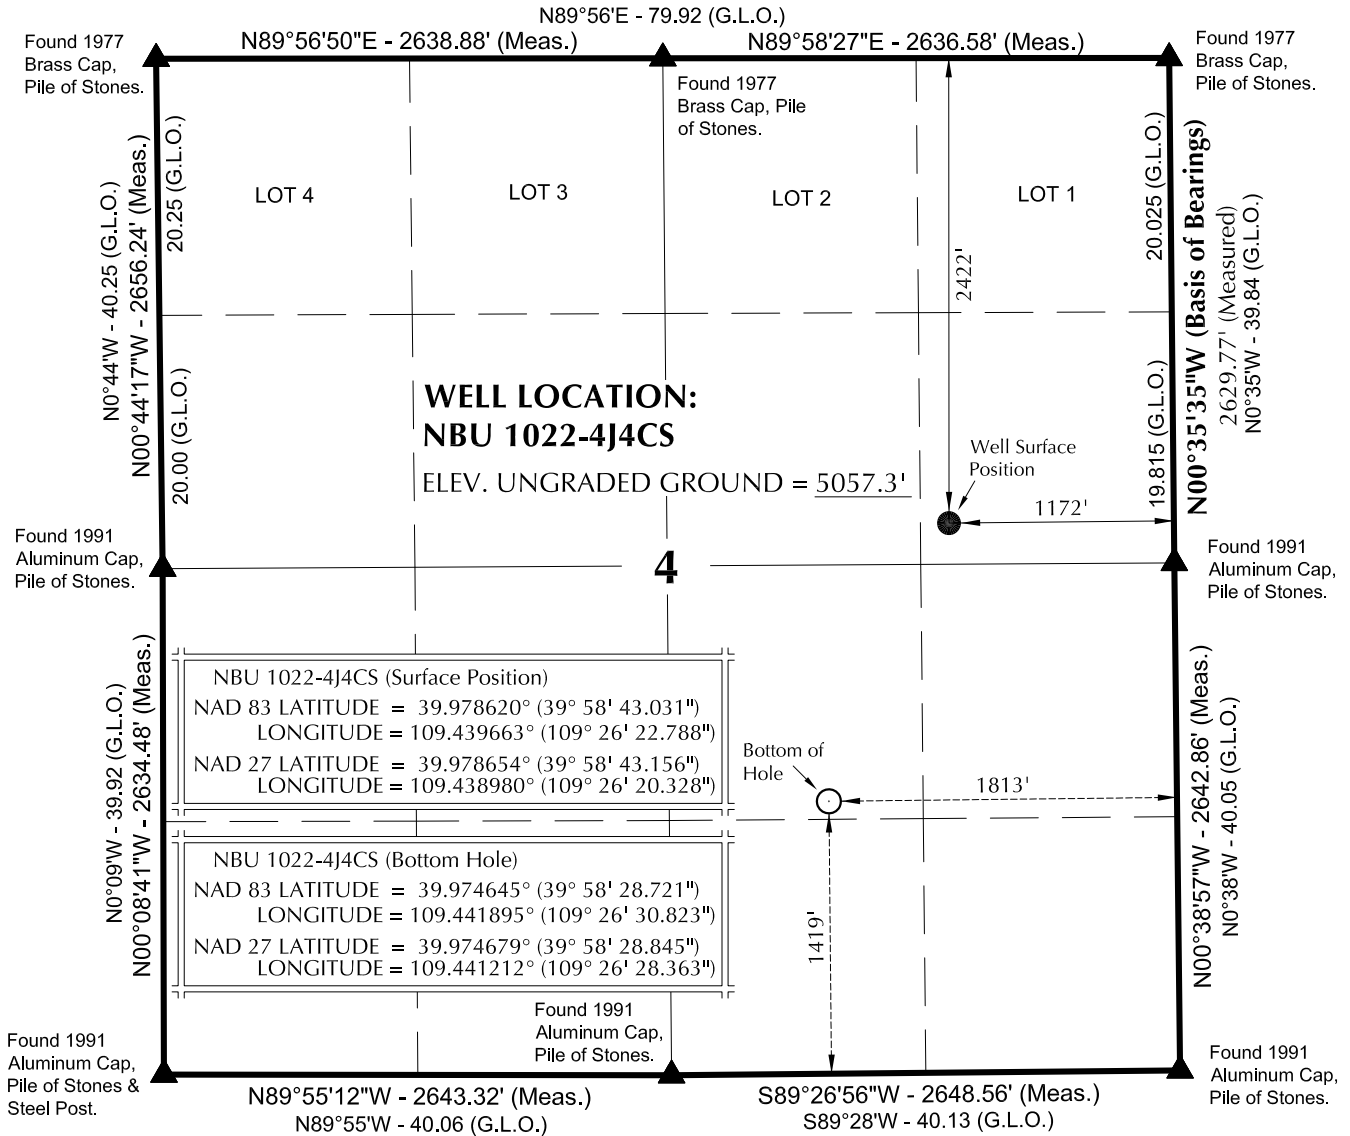 N89°56'E - 79.92 (G.L.O.)
N89°56'50"E - 2638.88' (Meas.)
N89°58'27"E - 2636.58' (Meas.)
Found 1977
Brass Cap,
Pile of Stones.
Found 1977
Brass Cap, Pile
of Stones.
Found 1977
Brass Cap,
Pile of Stones.
LOT 4
LOT 3
LOT 2
LOT 1
N0°44'W - 40.25 (G.L.O.)
N00°44'17"W - 2656.24' (Meas.)
20.25 (G.L.O.)
20.00 (G.L.O.)
2422'
20.025 (G.L.O.)
19.815 (G.L.O.)
N00°35'35"W (Basis of Bearings)
2629.77' (Measured)
N0°35'W - 39.84 (G.L.O.)
WELL LOCATION:
NBU 1022-4J4CS
ELEV. UNGRADED GROUND = 5057.3'
Well Surface
Position
1172'
Found 1991
Aluminum Cap,
Pile of Stones.
4
Found 1991
Aluminum Cap,
Pile of Stones.
N0°09'W - 39.92 (G.L.O.)
N00°08'41"W - 2634.48' (Meas.)
NBU 1022-4J4CS (Surface Position)
NAD 83 LATITUDE = 39.978620° (39° 58' 43.031")
LONGITUDE = 109.439663° (109° 26' 22.788")
NAD 27 LATITUDE = 39.978654° (39° 58' 43.156")
LONGITUDE = 109.438980° (109° 26' 20.328")
Bottom of
Hole
1813'
1419'
NBU 1022-4J4CS (Bottom Hole)
NAD 83 LATITUDE = 39.974645° (39° 58' 28.721")
LONGITUDE = 109.441895° (109° 26' 30.823")
NAD 27 LATITUDE = 39.974679° (39° 58' 28.845")
LONGITUDE = 109.441212° (109° 26' 28.363")
N00°38'57"W - 2642.86' (Meas.)
N0°38'W - 40.05 (G.L.O.)
Found 1991
Aluminum Cap,
Pile of Stones &
Steel Post.
Found 1991
Aluminum Cap,
Pile of Stones.
Found 1991
Aluminum Cap,
Pile of Stones.
N89°55'12"W - 2643.32' (Meas.)
N89°55'W - 40.06 (G.L.O.)
S89°26'56"W - 2648.56' (Meas.)
S89°28'W - 40.13 (G.L.O.)